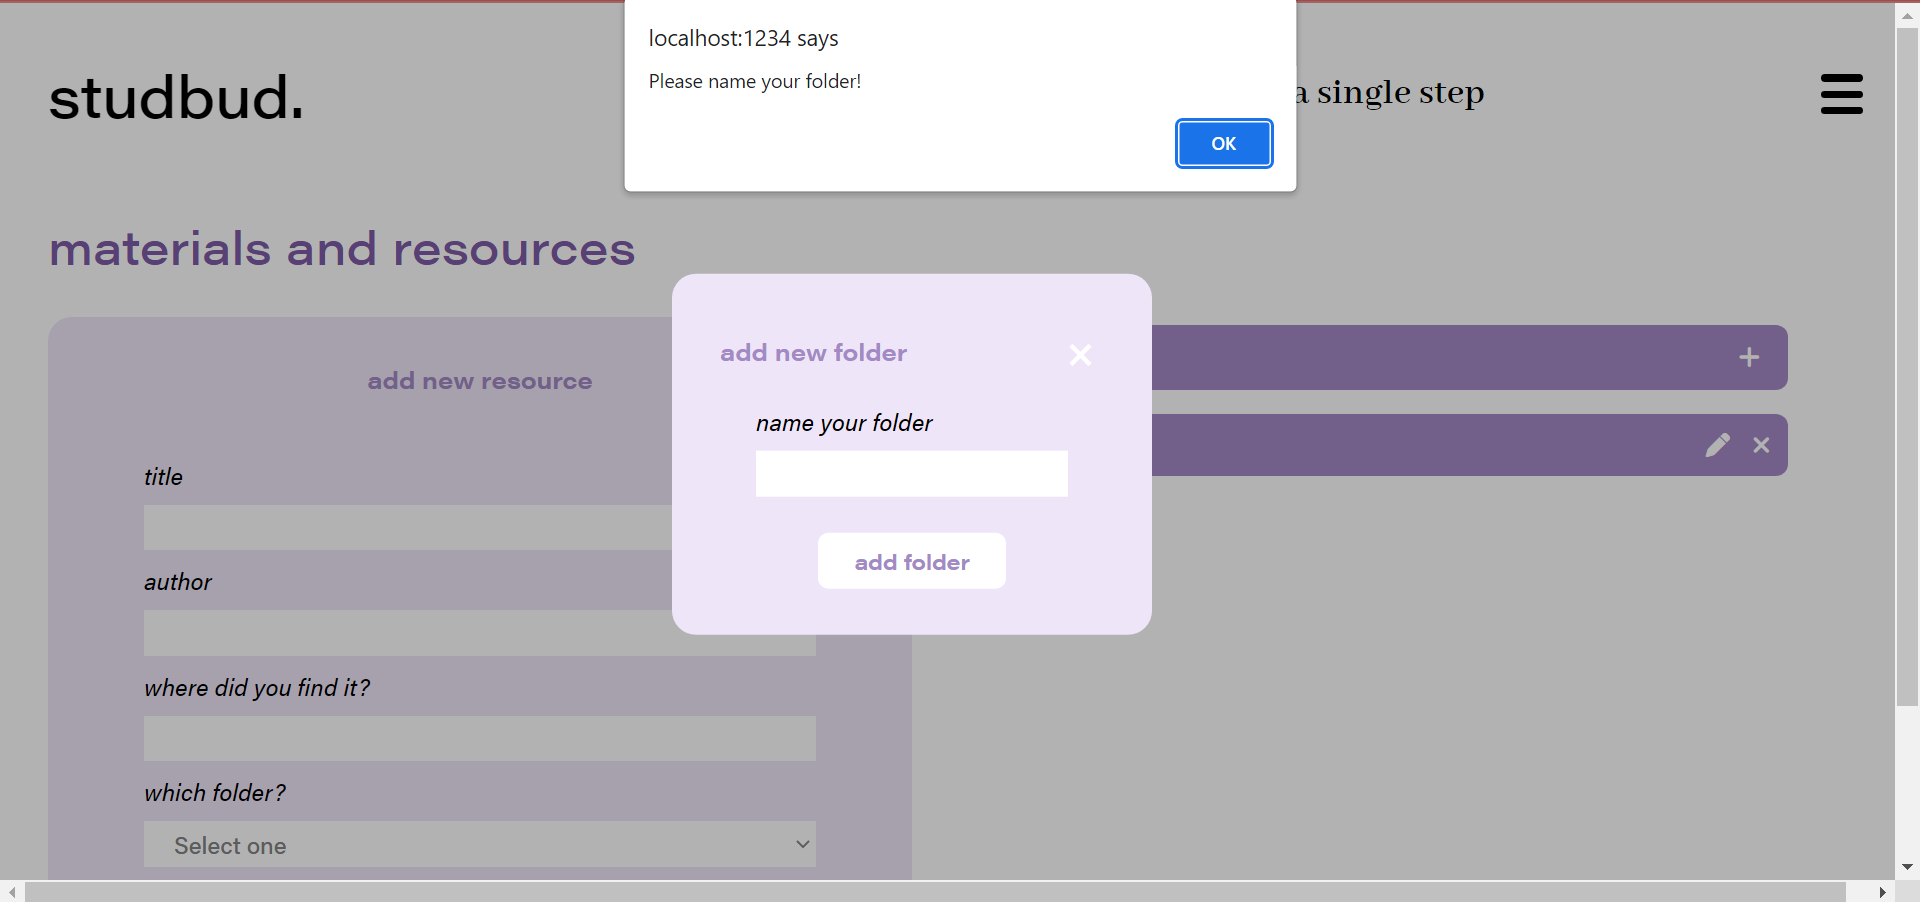 localhost:1234 says
Please name your folder!
OK
studbud.
a single step
materials and resources
add new folder
name your folder
add folder
add new resource
title
author
where did you find it?
which folder?
Select one